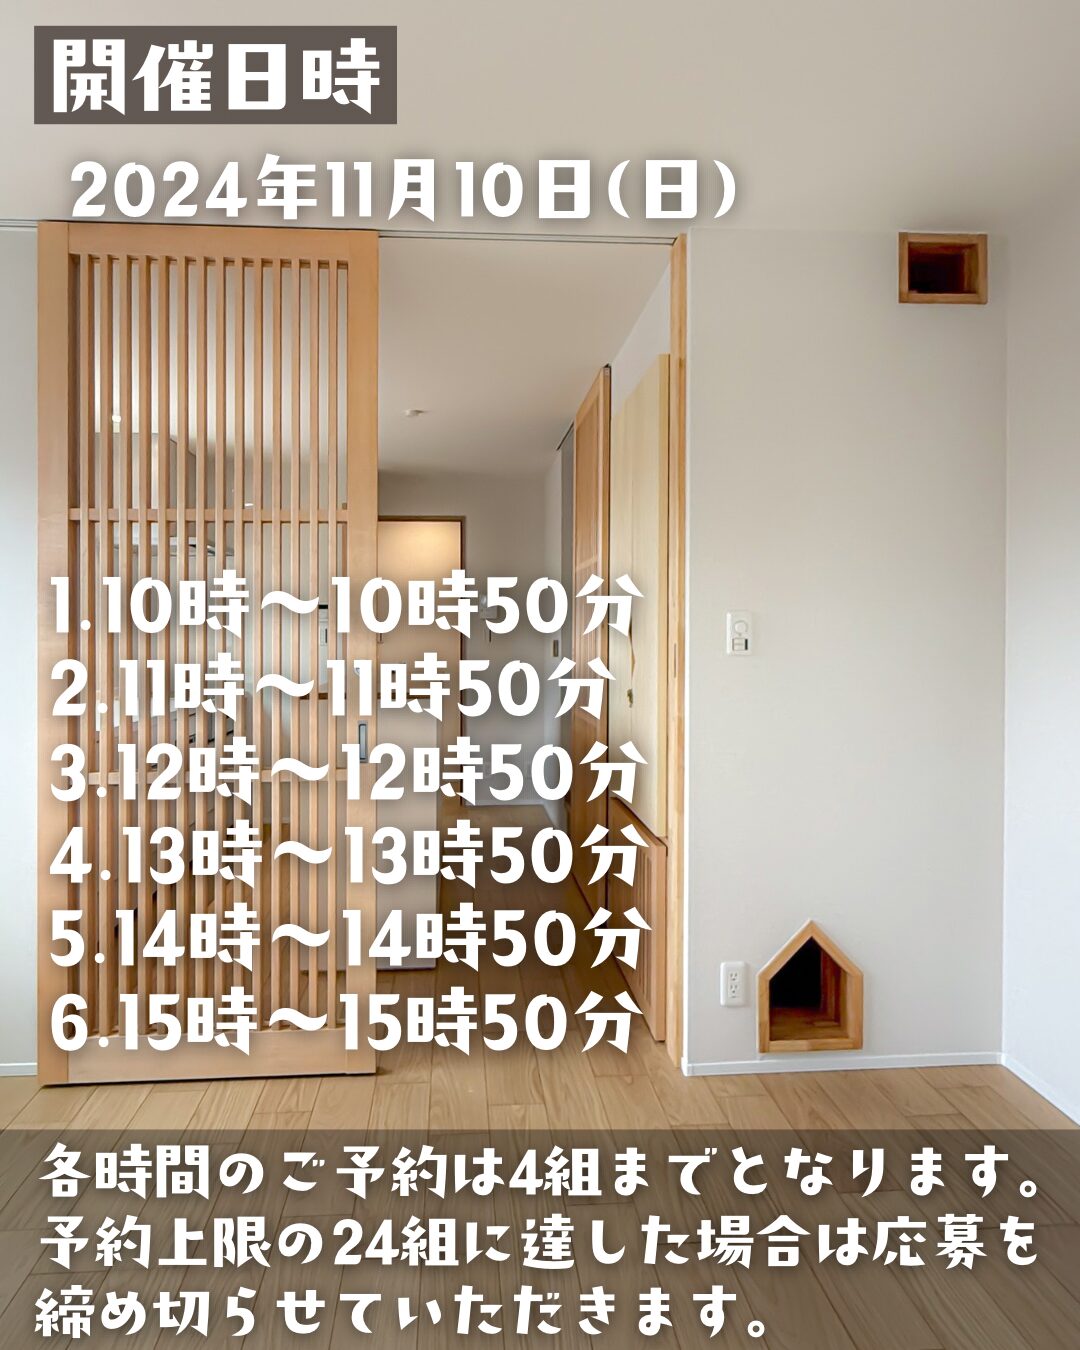 開催日時
2024年11月10日(日)
1.10時〜10時50分
2.11時〜11時50分
3.12時〜12時50分
4.13時〜13時50分
5.14時〜14時50分
6.15時〜15時50分
各時間のご予約は4組までとなります。
予約上限の24組に達した場合は応募を
締め切らせていただきます。